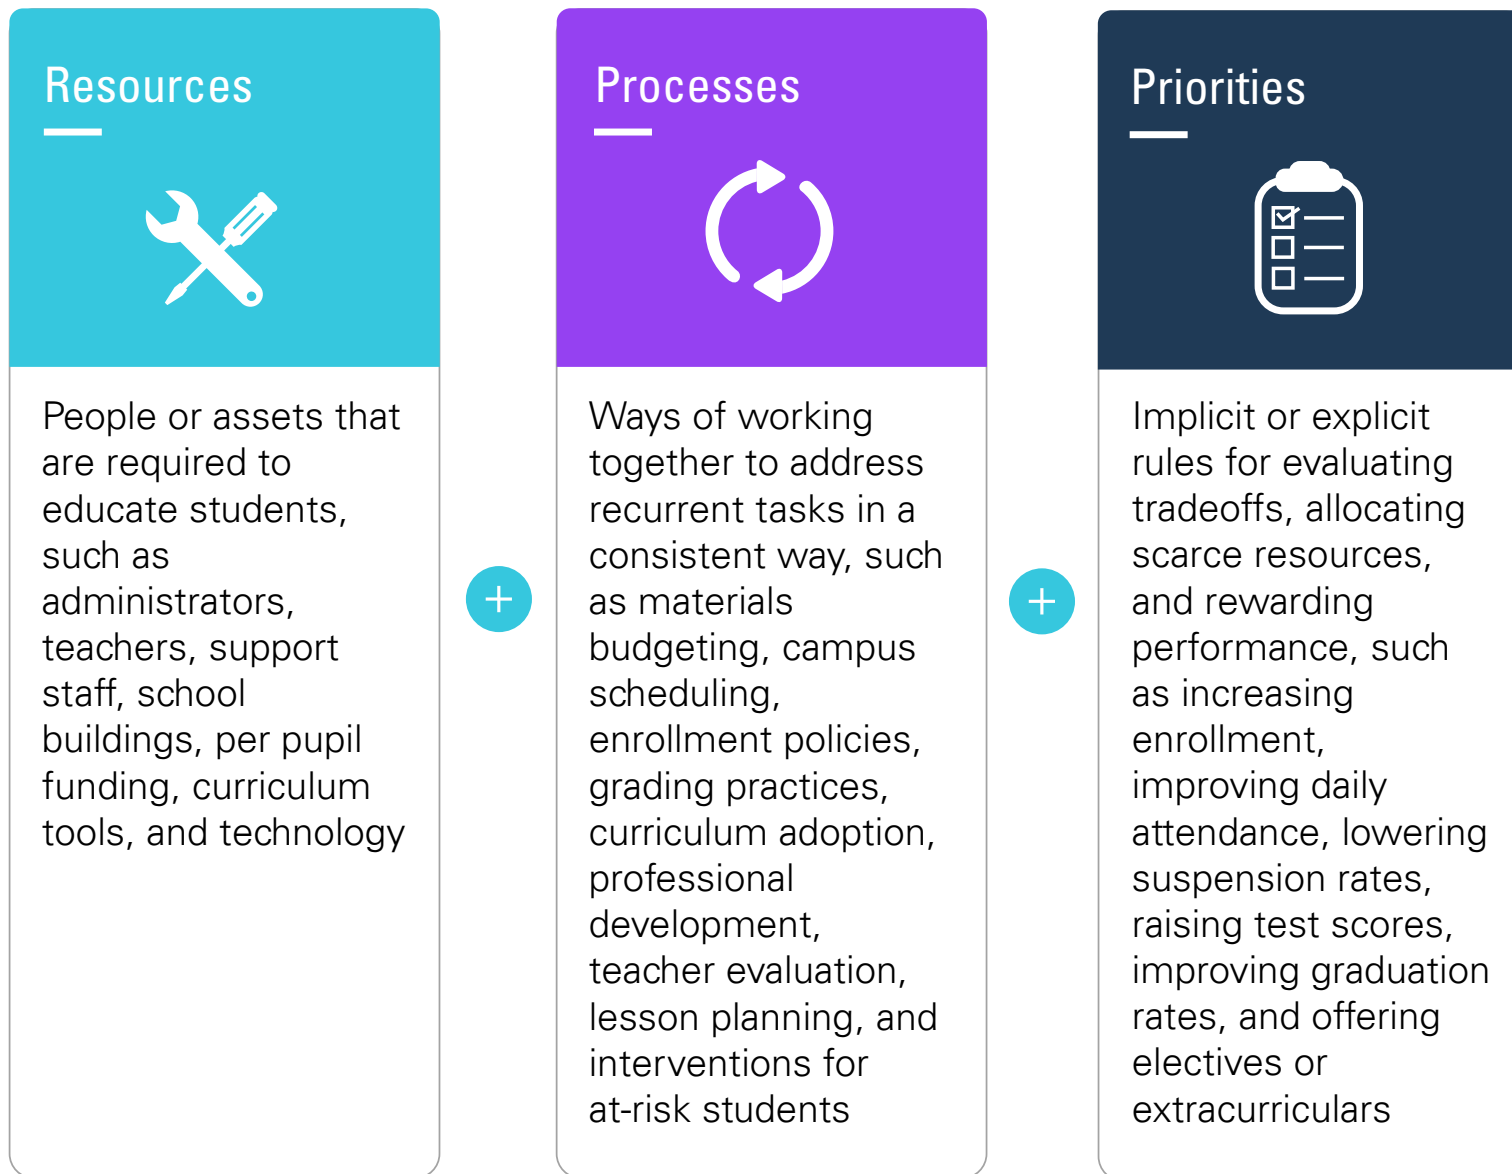 Resources
People or assets that
are required to
educate students,
such as
administrators,
teachers, support
staff, school
buildings, per pupil
funding, curriculum
tools, and technology
+
Processes
Ways of working
together to address
recurrent tasks in a
consistent way, such
as materials
budgeting, campus
scheduling,
enrollment policies,
grading practices,
curriculum adoption,
professional
development,
teacher evaluation,
lesson planning, and
interventions for
at-risk students
+
Priorities
Implicit or explicit
rules for evaluating
tradeoffs, allocating
scarce resources,
and rewarding
performance, such
as increasing
enrollment,
improving daily
attendance, lowering
suspension rates,
raising test scores,
improving graduation
rates, and offering
electives or
extracurriculars